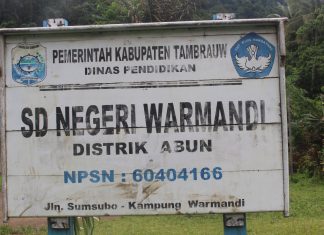 PEMERINTAH KABUPATEN TAMBRAUW
DINAS PENDIDIKAN
SD NEGERI WARMANDI
DISTRIK ABUN
NPSN : 60404166
Jln. Sumsubo - Kampung Warmandi